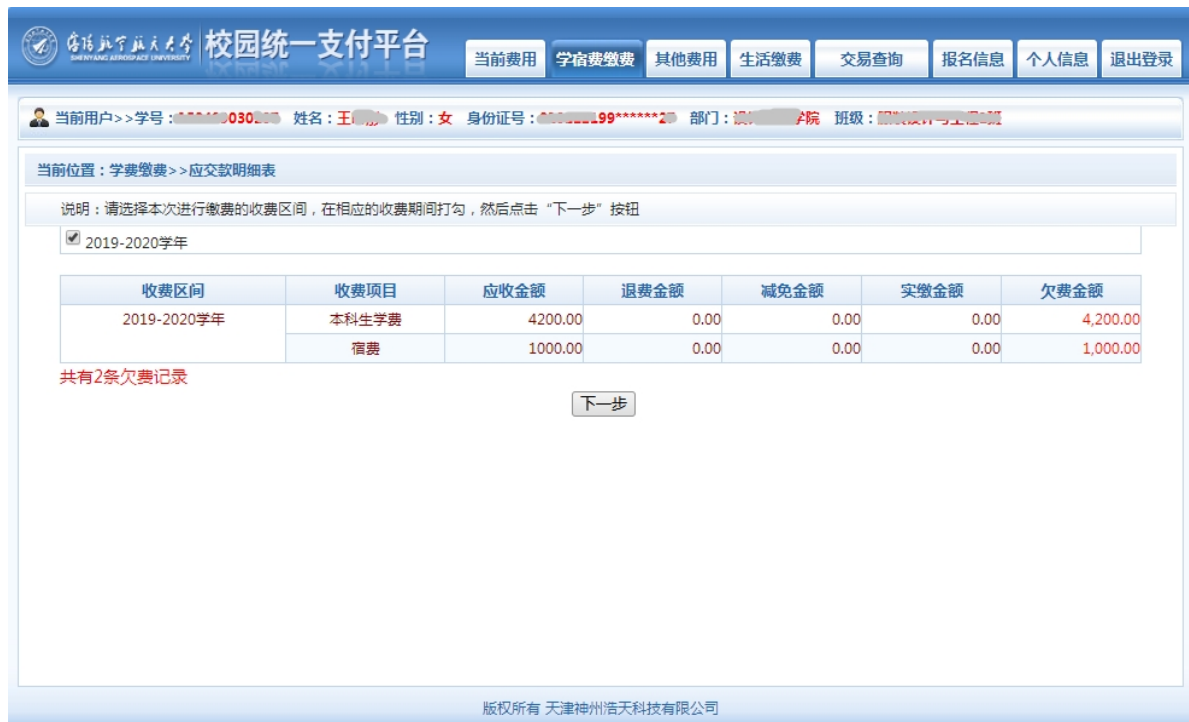 沈阳航空航天大学 校园统一支付平台
SHENYANG AEROSPACE UNIVERSITY
当前费用 学宿费缴费 其他费用 生活缴费 交易查询 报名信息 个人信息 退出登录
当前用户>>学号： 030 姓名：王 性别：女 身份证号： 99******2 部门： 学院 班级：
当前位置：学费缴费>>应交款明细表
说明：请选择本次进行缴费的收费区间，在相应的收费期间打勾，然后点击“下一步”按钮
2019-2020学年
收费区间 收费项目 应收金额 退费金额 减免金额 实缴金额 欠费金额
2019-2020学年 本科生学费 4200.00 0.00 0.00 0.00 4,200.00
宿费 1000.00 0.00 0.00 0.00 1,000.00
共有2条欠费记录
下一步
版权所有 天津神州浩天科技有限公司